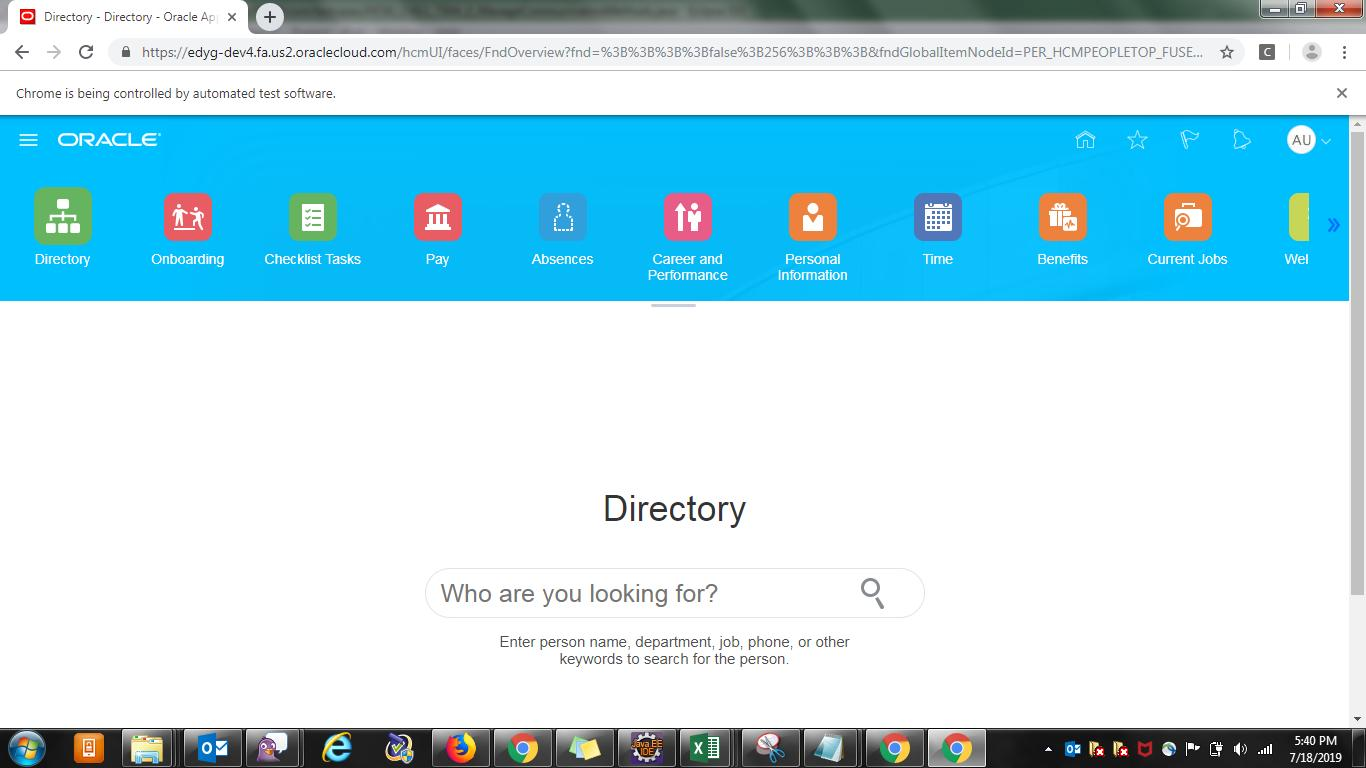 Directory - Directory - Oracle Ap
https://edyg-dev4.fa.us2.oraclecloud.com/hcmUI/faces/FndOverview?fnd=%3B%3B%3B%3Bfalse%3B256%3B%3B%3B&fndGlobalItemNodeId=PER_HCMPEOPLETOP_FUSE...
C
Chrome is being controlled by automated test software.
ORACLE
AU
Directory
Onboarding
Checklist Tasks
Pay
Absences
Career and
Performance
Personal
Information
Time
Benefits
Current Jobs
Wel
Directory
Who are you looking for?
Enter person name, department, job, phone, or other
keywords to search for the person.
Java EE
IDE
5:40 PM
7/18/2019